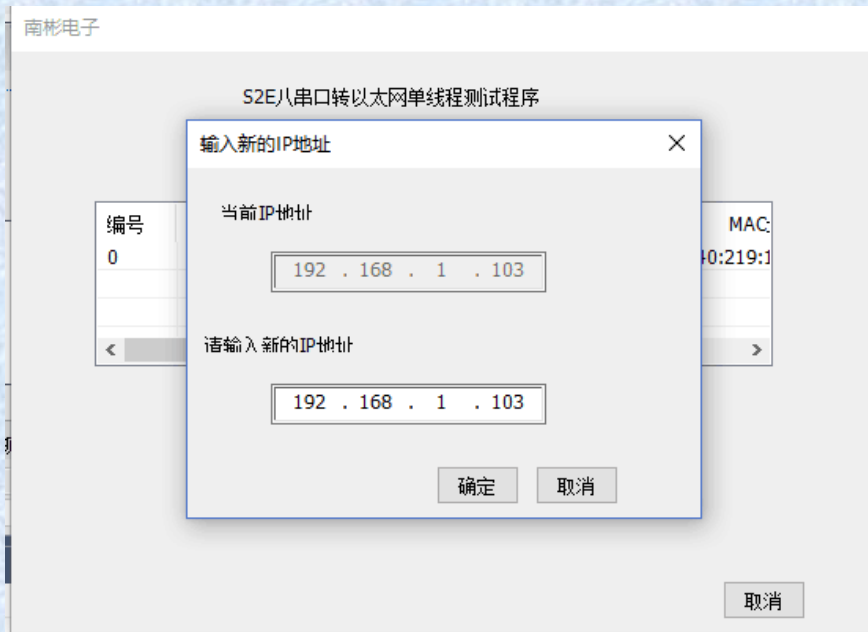 南彬电子
S2E八串口转以太网单线程测试程序
输入新的IP地址
当前IP地址
编号 MAC
0 40:219:1
192 . 168 . 1 . 103
请输入新的IP地址
192 . 168 . 1 . 103
确定 取消
取消